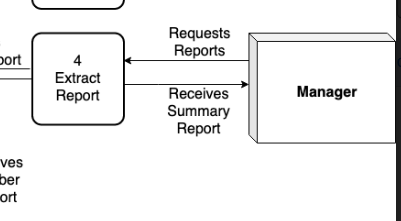 port
4
Extract
Report
Requests
Reports
Receives
Summary
Report
Manager
ves
ber
ort